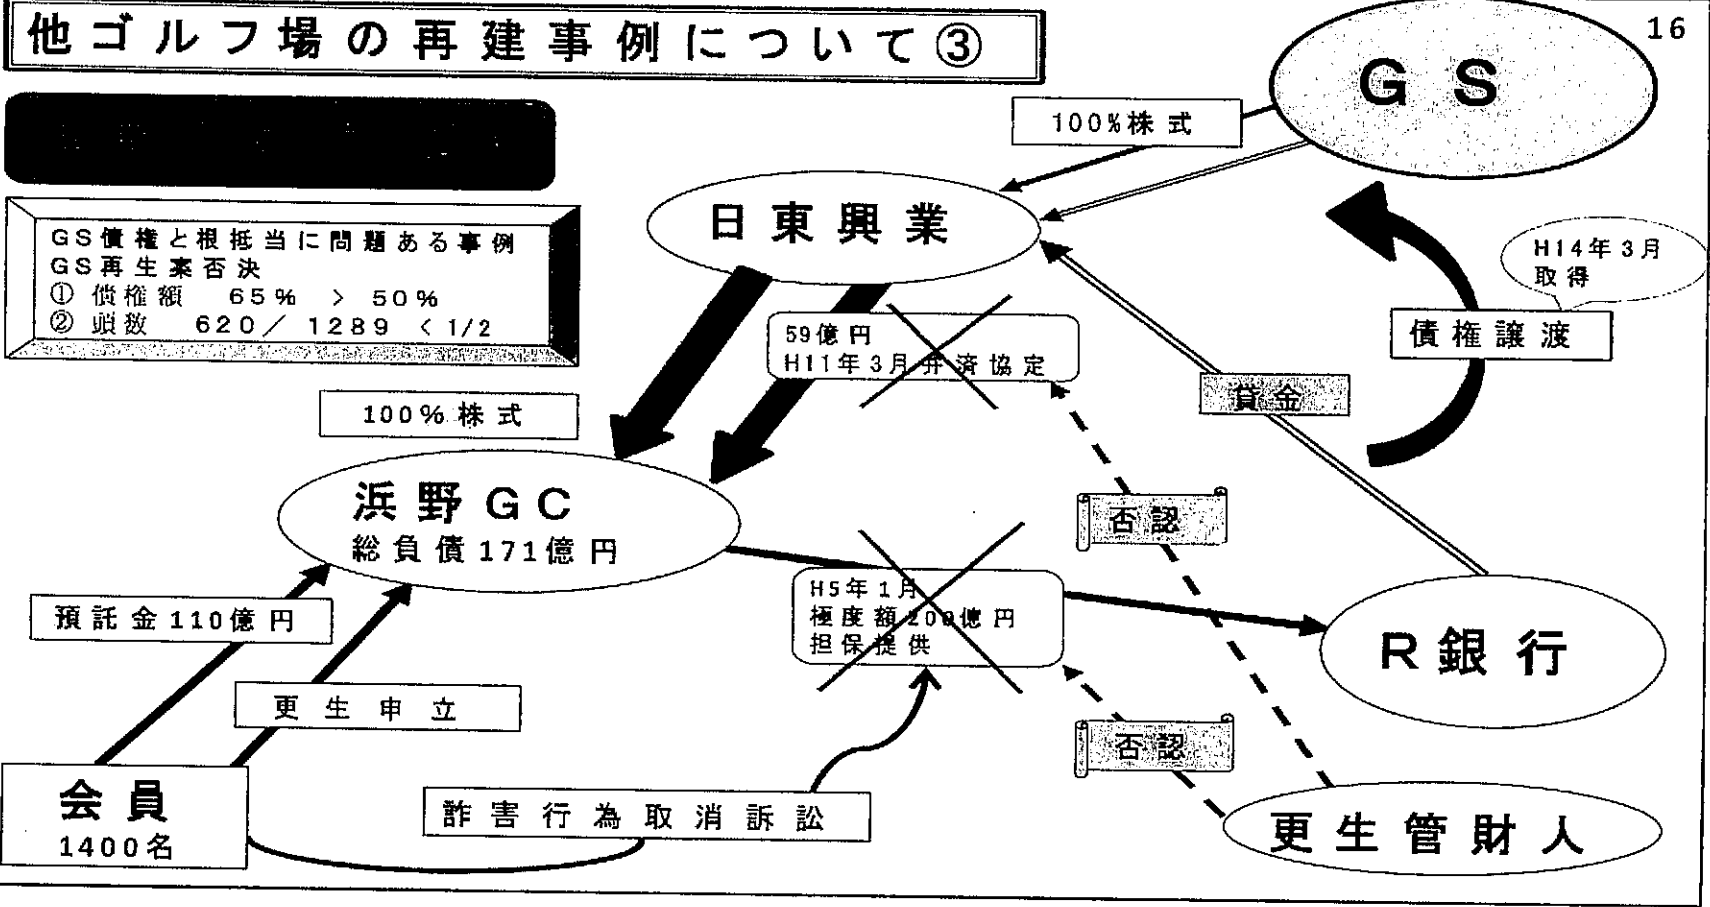 他ゴルフ場の再建事例について③
16
GS
100%株式
日東興業
GS債権と根抵当に問題ある事例
GS再生案否決
① 債権額 65% > 50%
② 頭数 620/1289 <1/2
H14年3月
取得
債権譲渡
59億円
H11年3月弁済協定
貸金
100%株式
浜野GC
総負債171億円
否認
H5年1月
極度額200億円
担保提供
R銀行
預託金110億円
更生申立
否認
会員
1400名
詐害行為取消訴訟
更生管財人